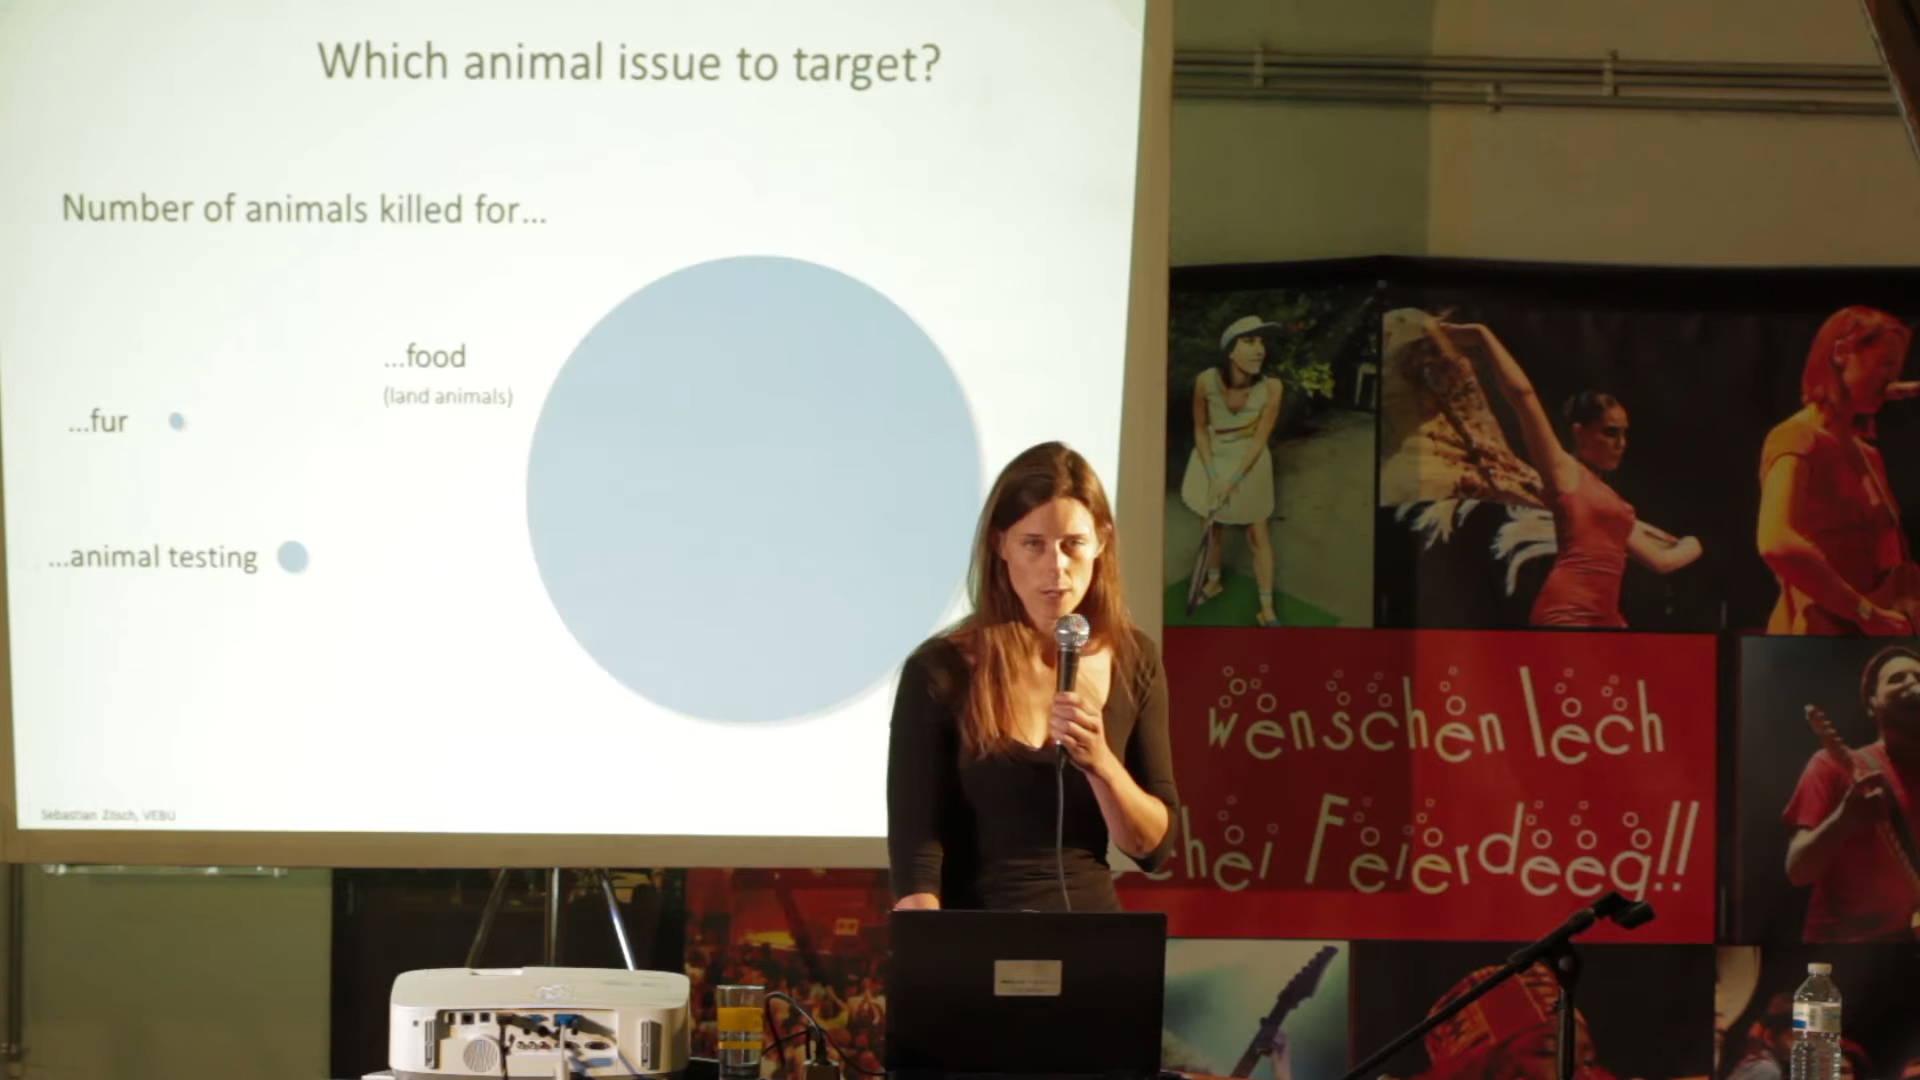 Which animal issue to target?
Number of animals killed for...
...food
(land animals)
...fur
...animal testing
Sebastian Zösch, VEBU
wenschen lech
hei Feierdeeg!!